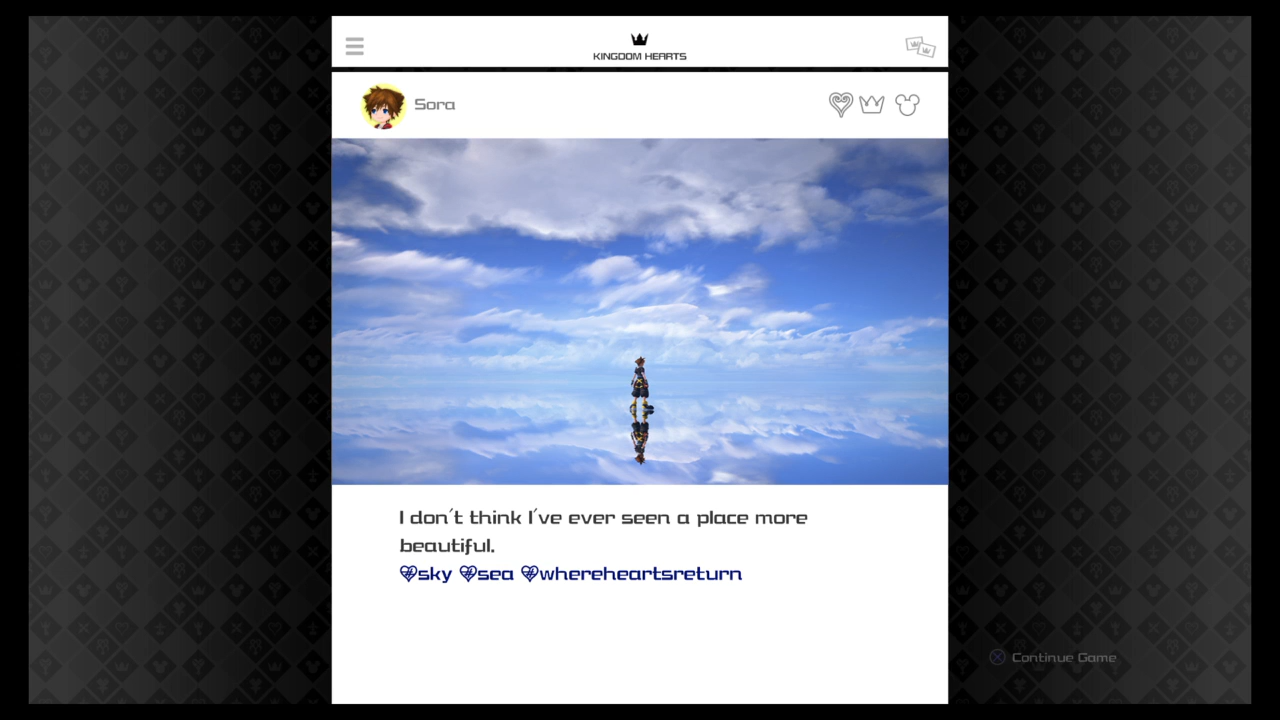 KINGDOM HEARTS
Sora
I don't think I've ever seen a place more
beautiful.
#sky #sea #whereheartsreturn
Continue Game